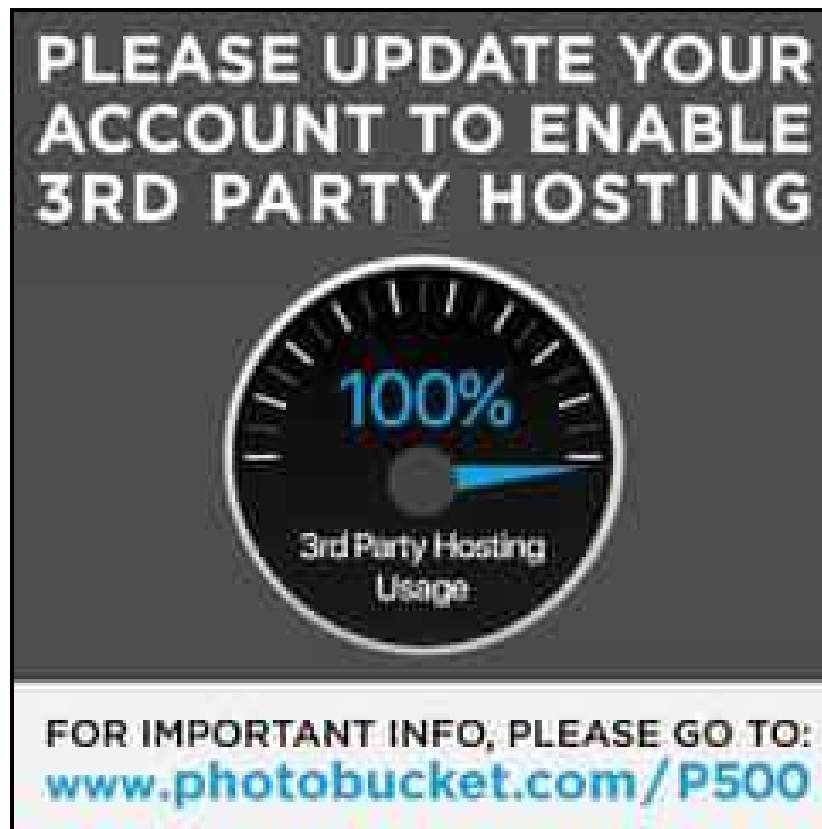 PLEASE UPDATE YOUR
ACCOUNT TO ENABLE
3RD PARTY HOSTING
100%
3rd Party Hosting
Usage
FOR IMPORTANT INFO, PLEASE GO TO:
www.photobucket.com/P500